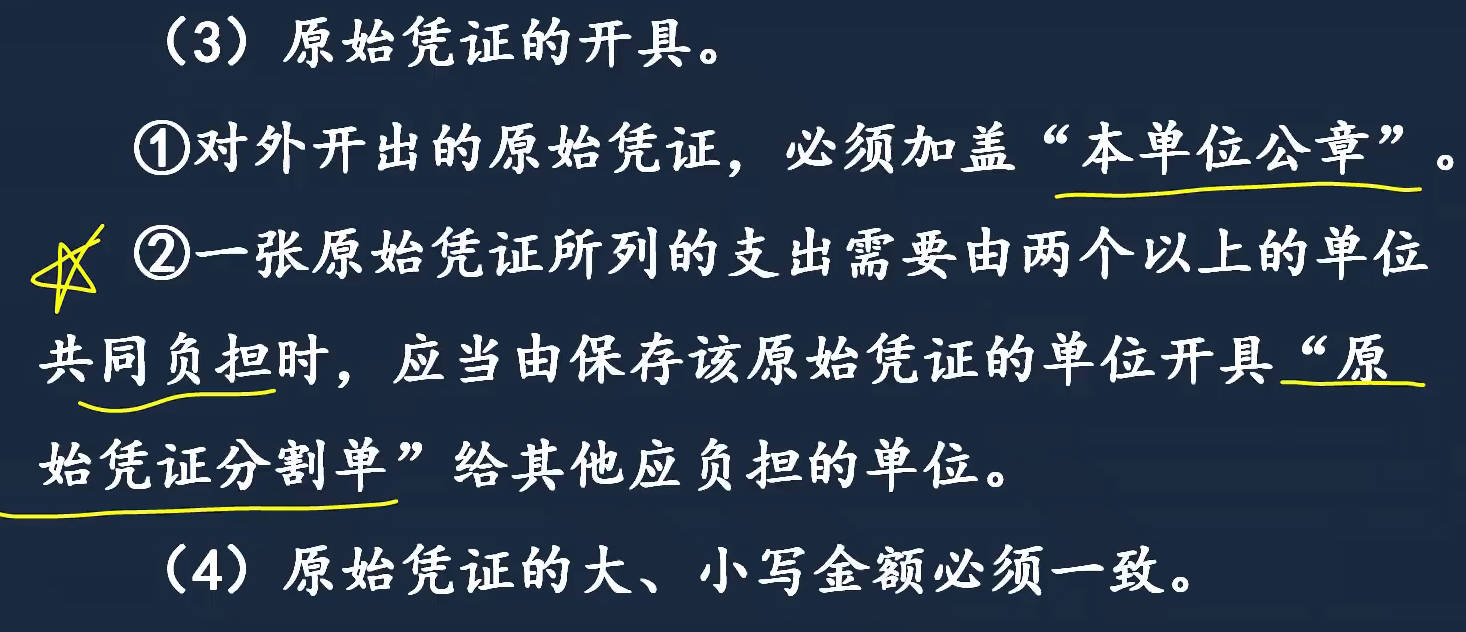 （3）原始凭证的开具。
①对外开出的原始凭证，必须加盖“本单位公章”。
②一张原始凭证所列的支出需要由两个以上的单位
共同负担时，应当由保存该原始凭证的单位开具“原
始凭证分割单”给其他应负担的单位。
（4）原始凭证的大、小写金额必须一致。